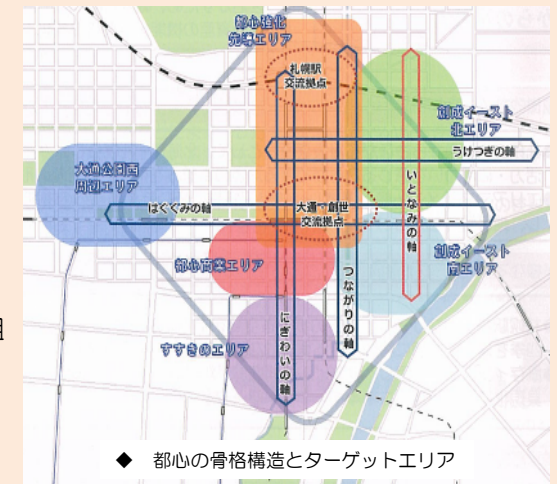 都心強化
先導エリア
札幌駅
交流拠点
創成イースト
北エリア
うけつぎの軸
大通公園西
周辺エリア
いとなみの軸
はぐくみの軸
大通・創世
交流拠点
都心商業エリア
創成イースト
南エリア
つながりの軸
にぎわいの軸
すすきのエリア
◆ 都心の骨格構造とターゲットエリア